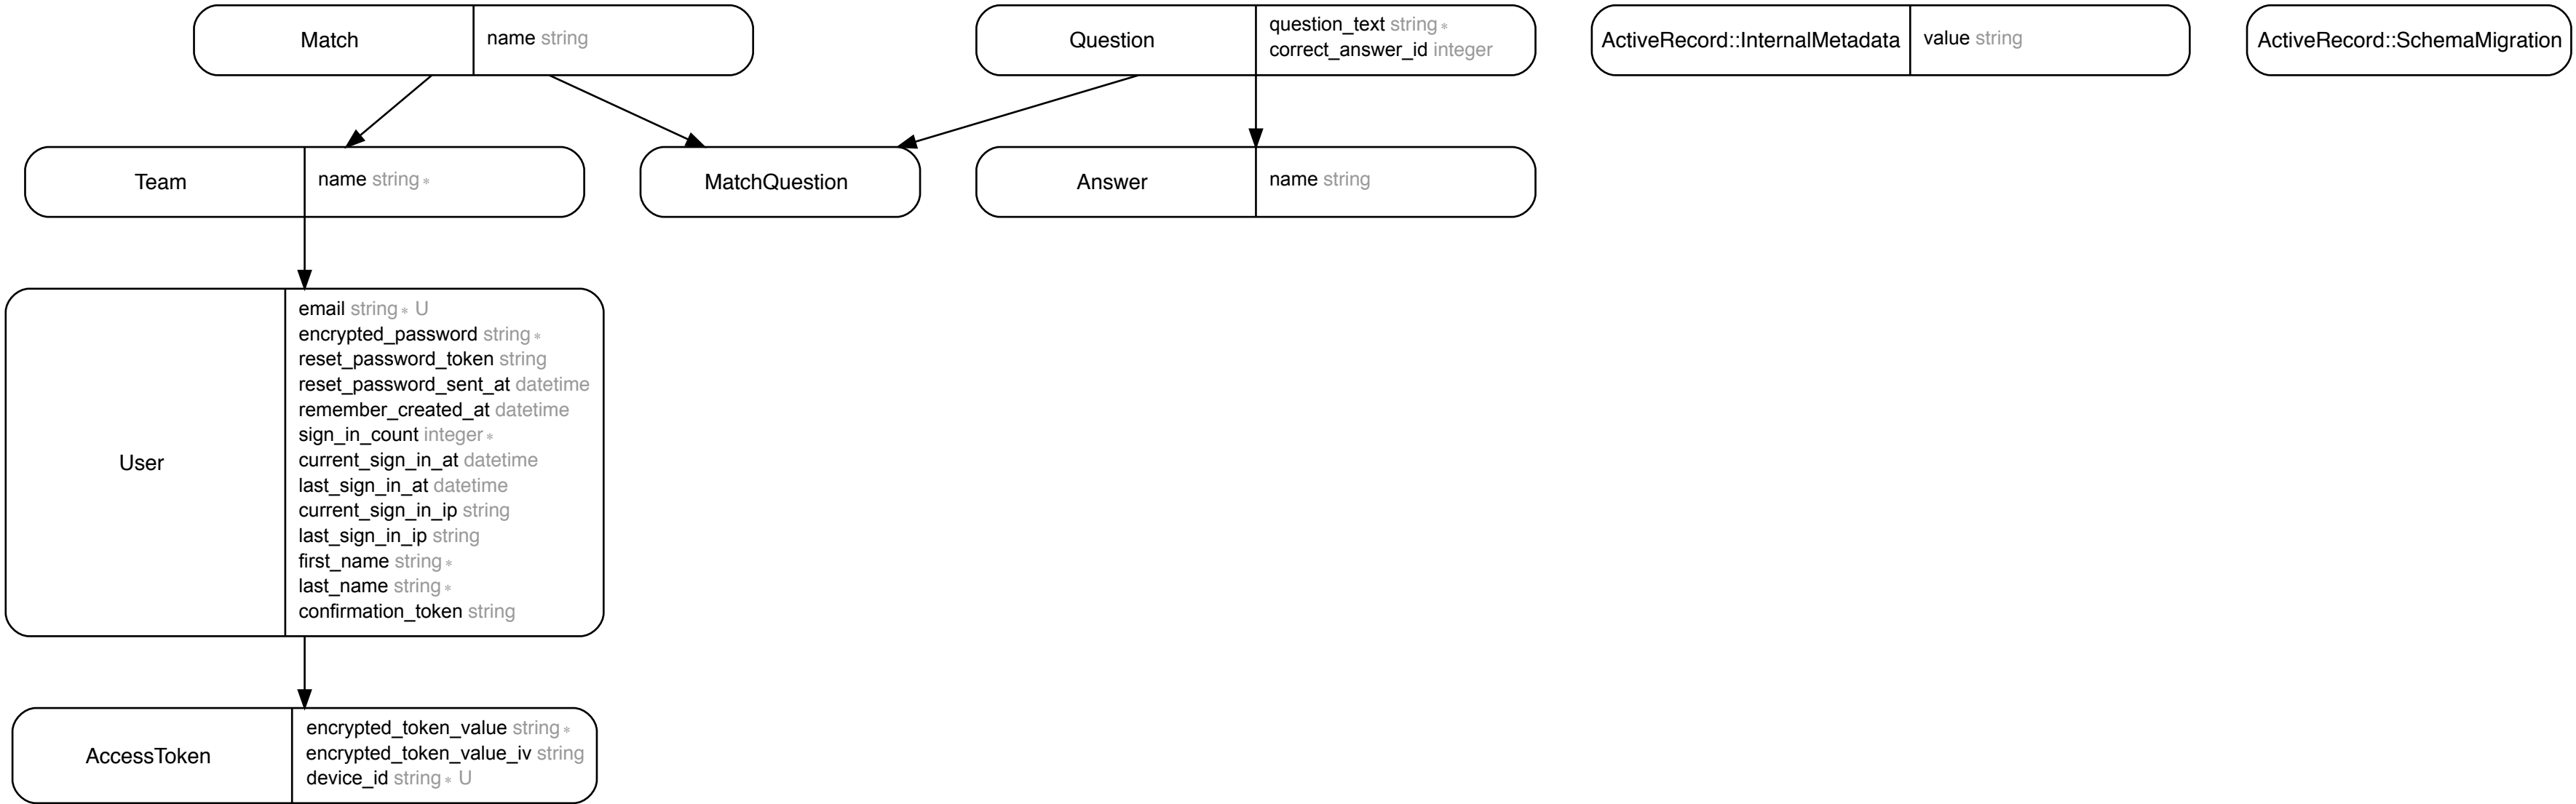 Match
name string
Question
question_text string *
correct_answer_id integer
ActiveRecord::InternalMetadata
value string
ActiveRecord::SchemaMigration
Team
name string *
MatchQuestion
Answer
name string
User
email string * U
encrypted_password string *
reset_password_token string
reset_password_sent_at datetime
remember_created_at datetime
sign_in_count integer *
current_sign_in_at datetime
last_sign_in_at datetime
current_sign_in_ip string
last_sign_in_ip string
first_name string *
last_name string *
confirmation_token string
AccessToken
encrypted_token_value string *
encrypted_token_value_iv string
device_id string * U